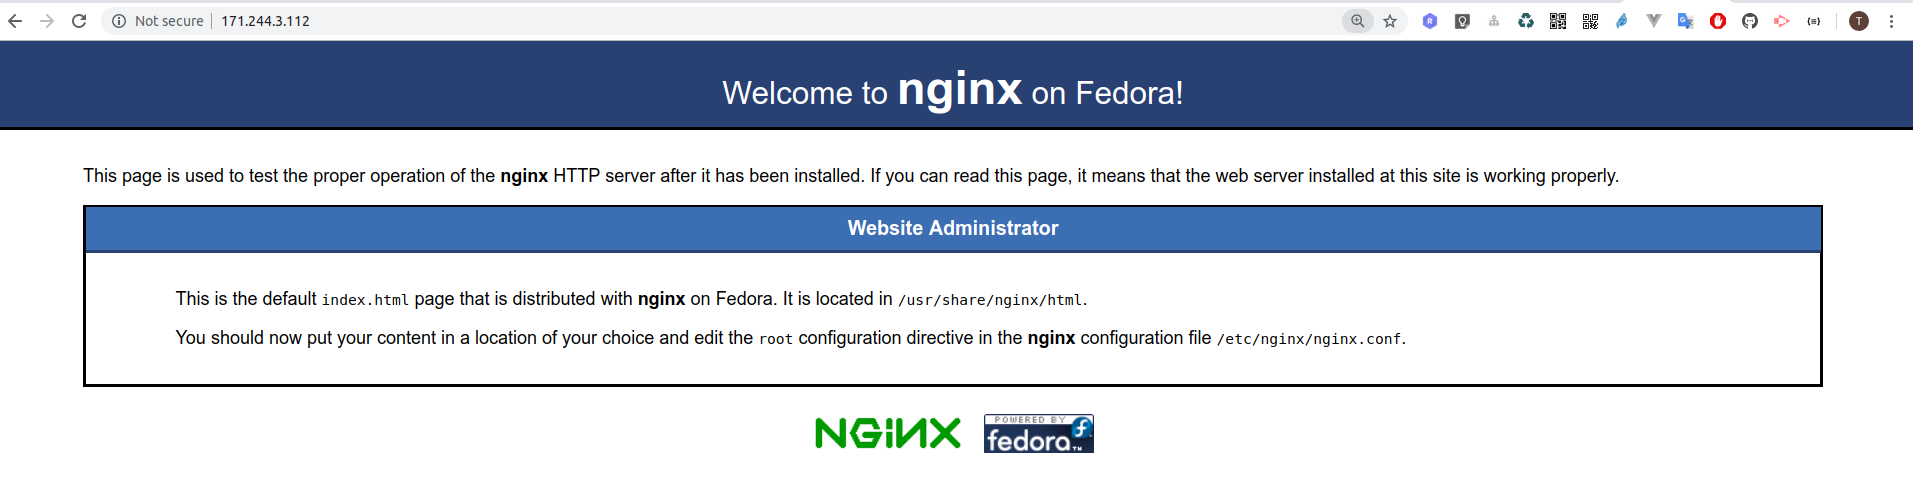 Not secure 171.244.3.112
T
Welcome to nginx on Fedora!
This page is used to test the proper operation of the nginx HTTP server after it has been installed. If you can read this page, it means that the web server installed at this site is working properly.
Website Administrator
This is the default index.html page that is distributed with nginx on Fedora. It is located in /usr/share/nginx/html.
You should now put your content in a location of your choice and edit the root configuration directive in the nginx configuration file /etc/nginx/nginx.conf.
NGINX
POWERED BY
fedora™